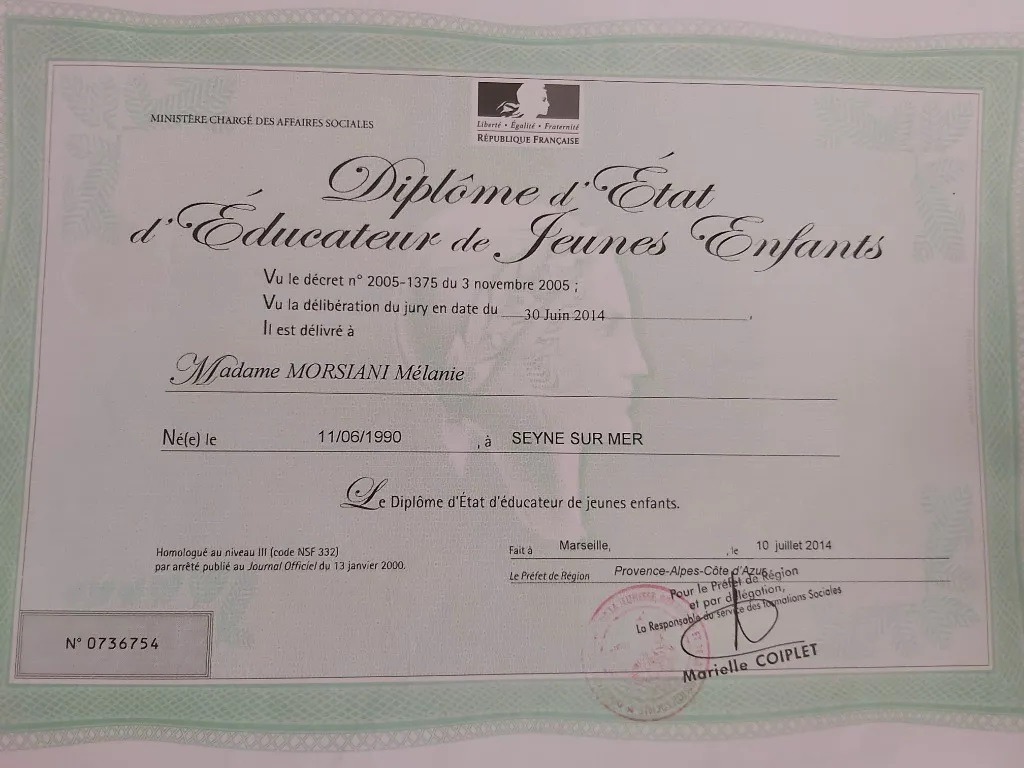 MINISTÈRE CHARGÉ DES AFFAIRES SOCIALES
Liberté • Égalité • Fraternité
RÉPUBLIQUE FRANÇAISE
Diplôme d'État
d'Éducateur de Jeunes Enfants
Vu le décret n° 2005-1375 du 3 novembre 2005 ;
Vu la délibération du jury en date du 30 Juin 2014,
Il est délivré à
Madame MORSIANI Mélanie
Né(e) le 11/06/1990 , à SEYNE SUR MER
Le Diplôme d'État d'éducateur de jeunes enfants.
Homologué au niveau III (code NSF 332)
par arrêté publié au Journal Officiel du 13 janvier 2000.
Fait à Marseille, , le 10 juillet 2014
Le Préfet de Région Provence-Alpes-Côte d'Azur
Pour le Préfet de Région
et par délégation,
La Responsable du service des formations Sociales
Marielle COIPLET
N° 0736754